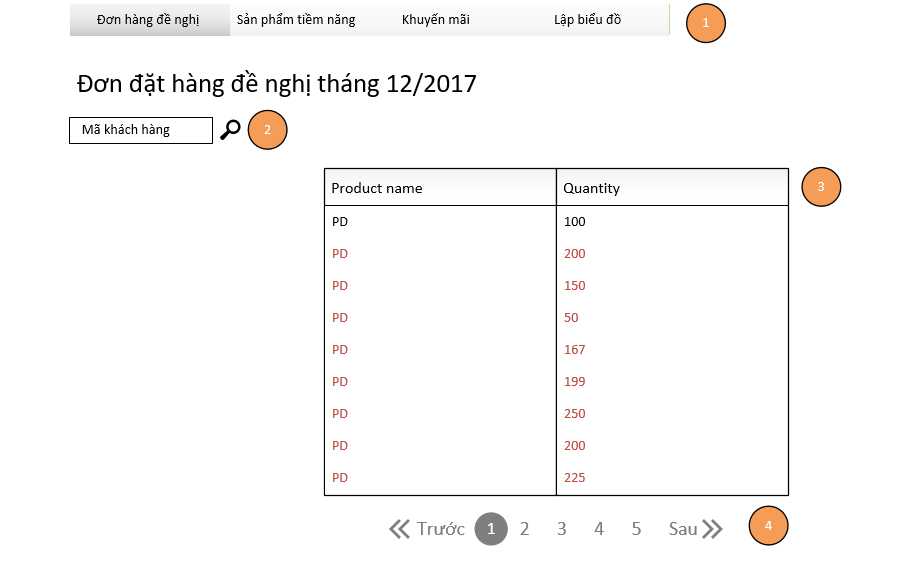 Đơn hàng đề nghị Sản phẩm tiềm năng Khuyến mãi Lập biểu đồ 1
Đơn đặt hàng đề nghị tháng 12/2017
Mã khách hàng 2
Product name Quantity 3
PD 100
PD 200
PD 150
PD 50
PD 167
PD 199
PD 250
PD 200
PD 225
Trước 1 2 3 4 5 Sau 4